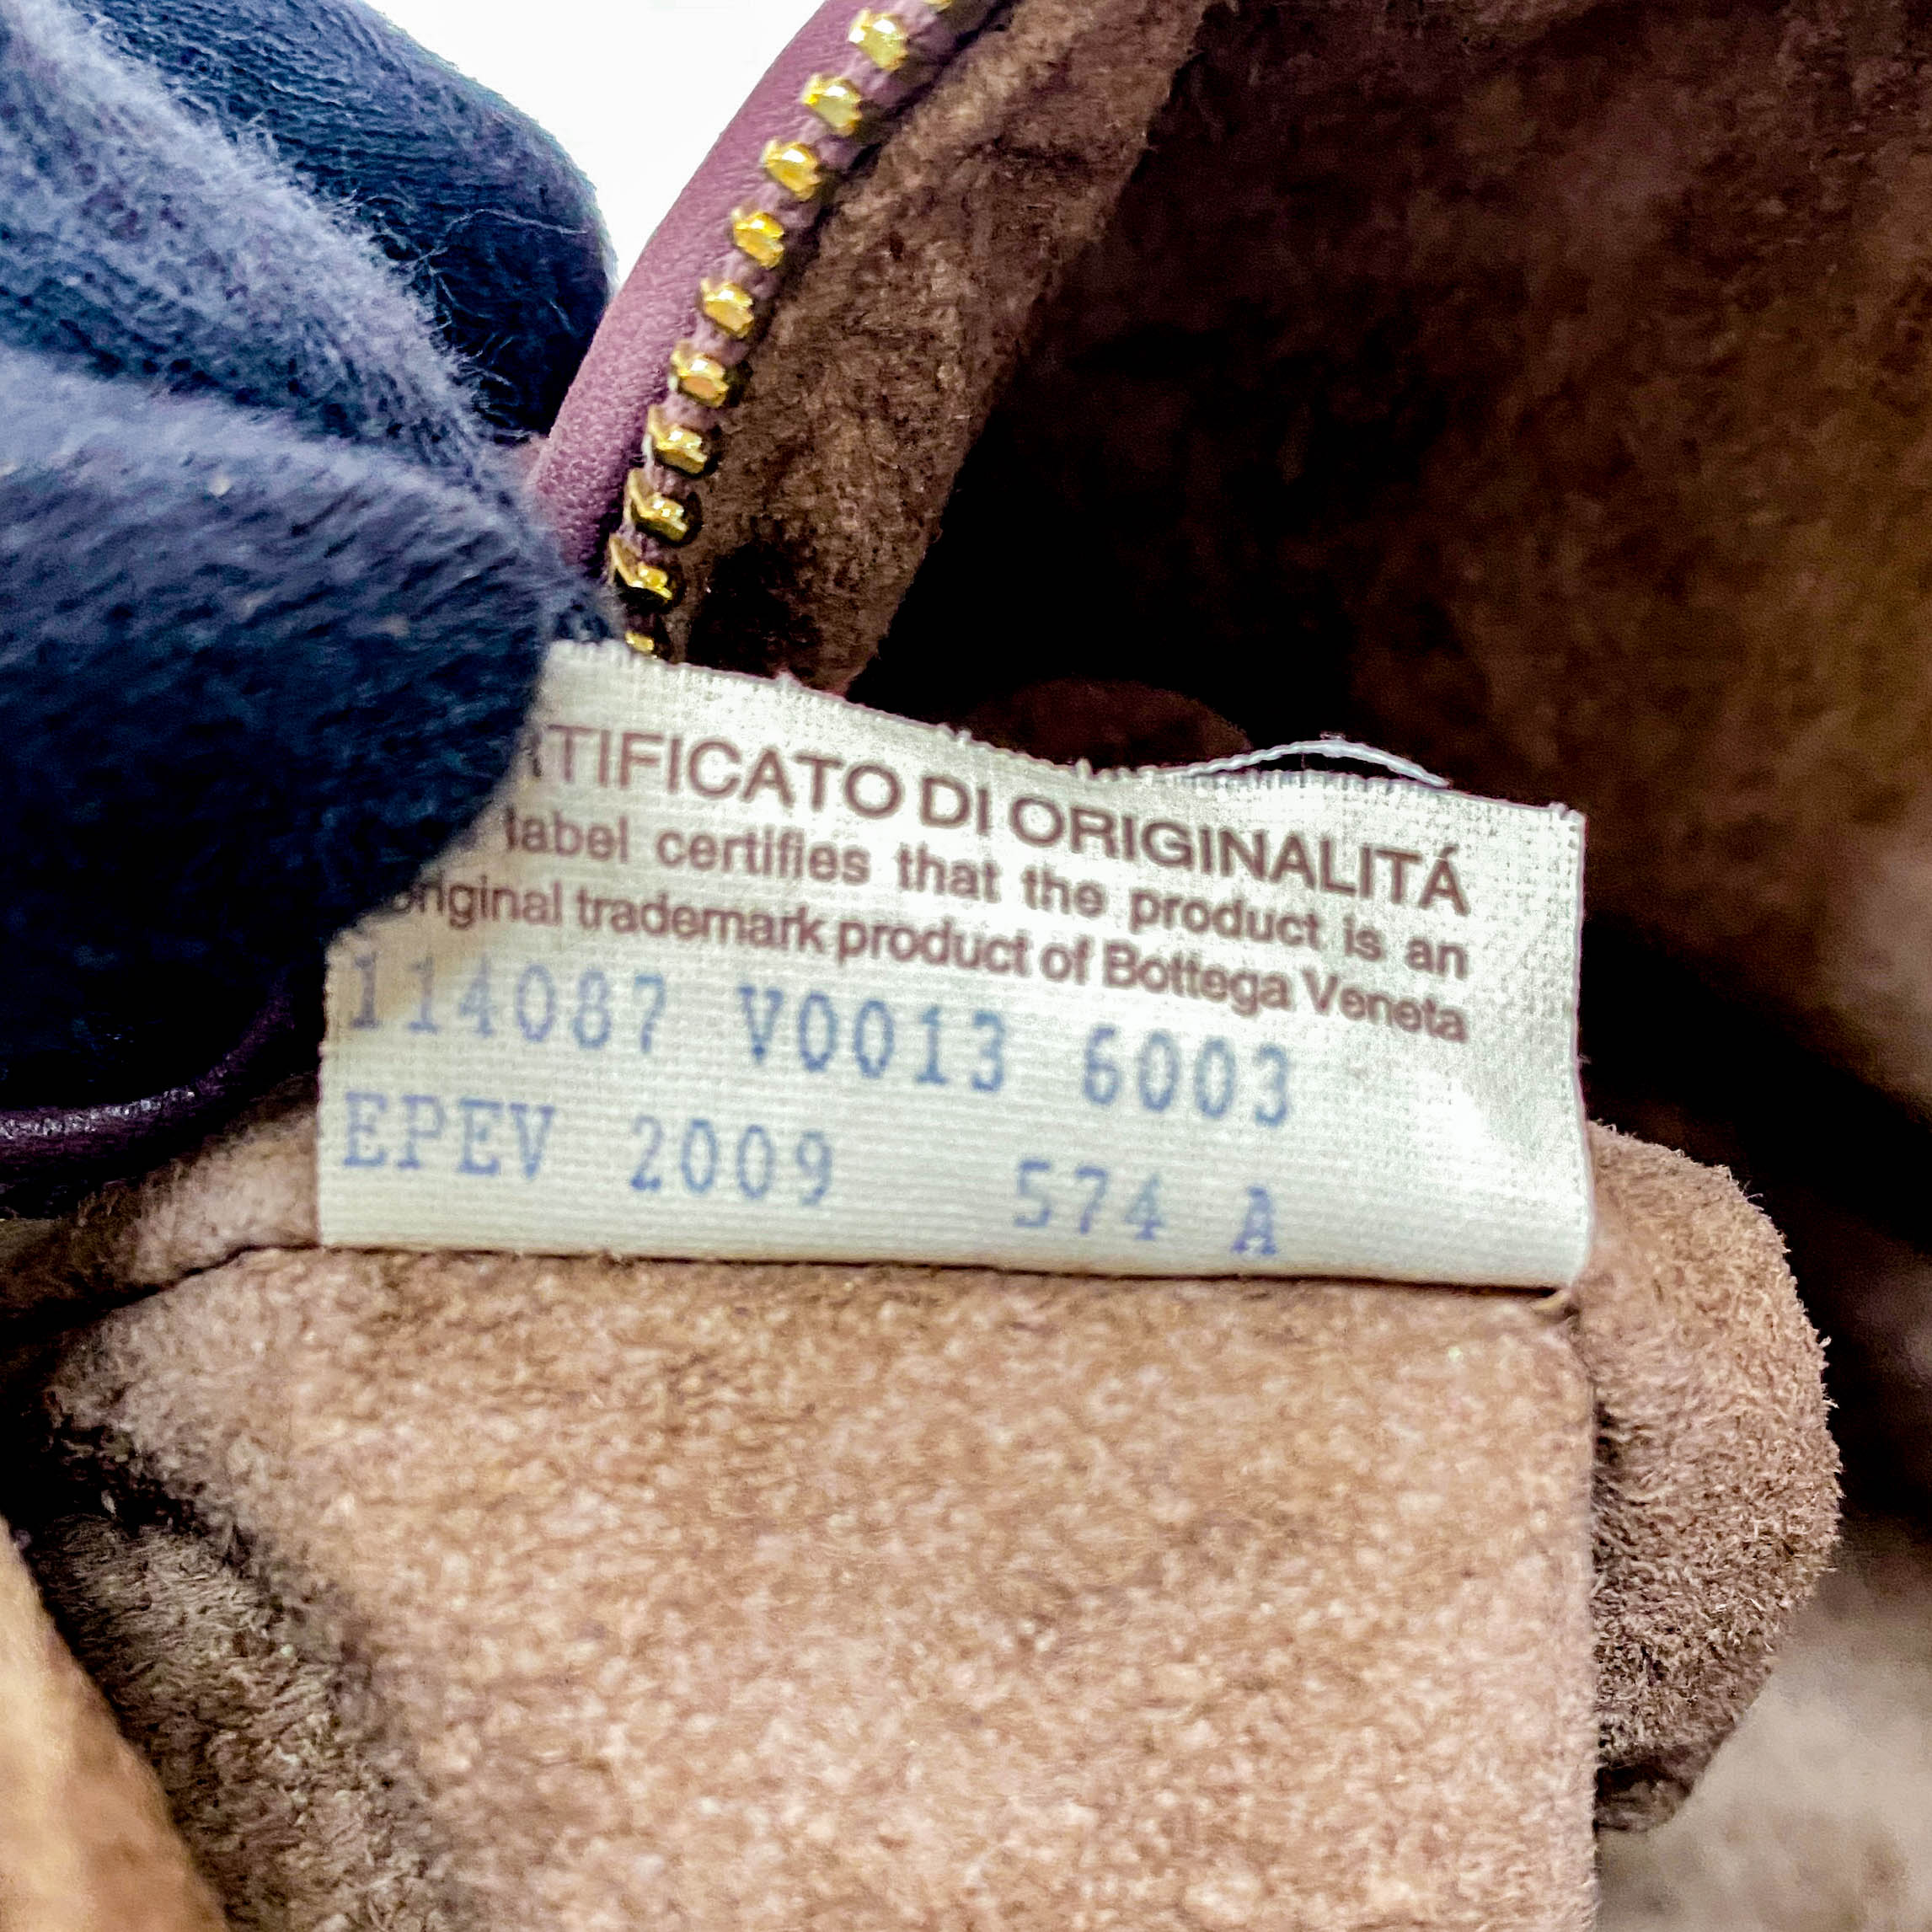 TIFICATO DI ORIGINALITÁ
label certifies that the product is an
original trademark product of Bottega Veneta
114087 V0013 6003
EPEV 2009 574 A